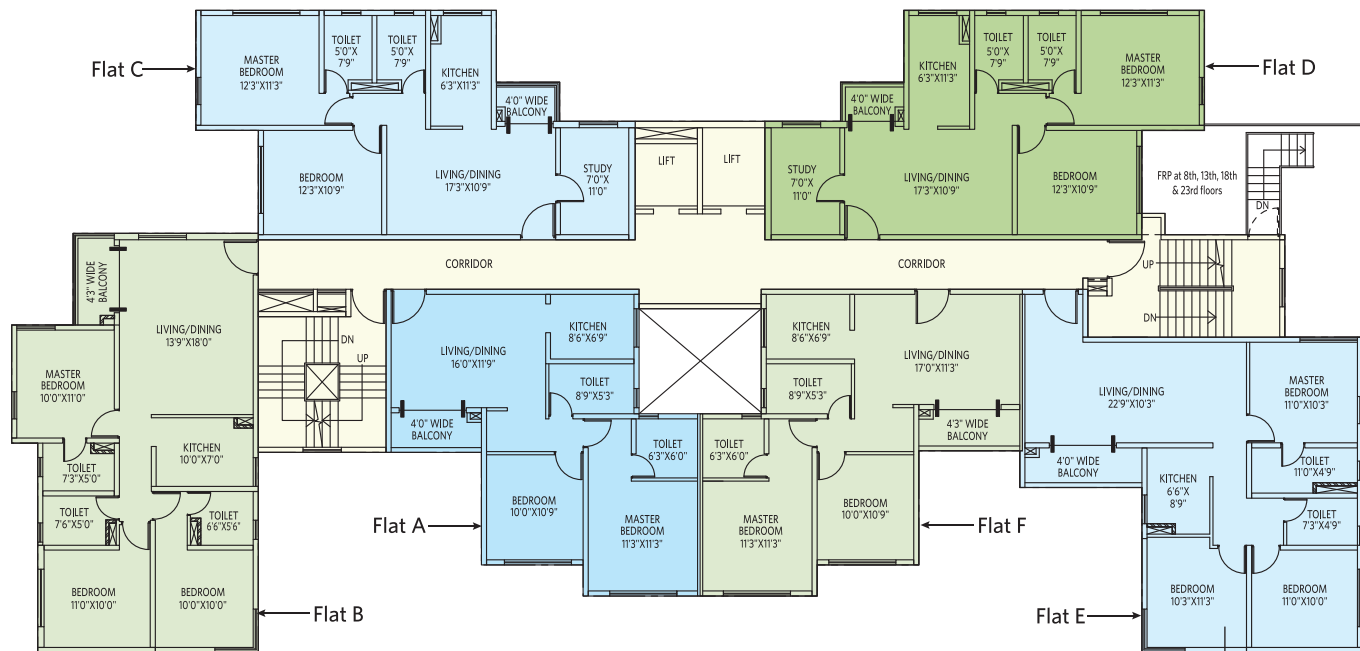 Flat C
MASTER
BEDROOM
12'3"X11'3"
TOILET
5'0"X
7'9"
TOILET
5'0"X
7'9"
KITCHEN
6'3"X11'3"
4'0" WIDE
BALCONY
BEDROOM
12'3"X10'9"
LIVING/DINING
17'3"X10'9"
STUDY
7'0"X
11'0"
LIFT
LIFT
Flat D
KITCHEN
6'3"X11'3"
TOILET
5'0"X
7'9"
TOILET
5'0"X
7'9"
MASTER
BEDROOM
12'3"X11'3"
4'0" WIDE
BALCONY
STUDY
7'0"X
11'0"
LIVING/DINING
17'3"X10'9"
BEDROOM
12'3"X10'9"
FRP at 8th, 13th, 18th
& 23rd floors
DN
CORRIDOR
CORRIDOR
UP
DN
4'3" WIDE
BALCONY
LIVING/DINING
13'9"X18'0"
MASTER
BEDROOM
10'0"X11'0"
KITCHEN
10'0"X7'0"
TOILET
7'3"X5'0"
TOILET
7'6"X5'0"
TOILET
6'6"X5'6"
BEDROOM
11'0"X10'0"
BEDROOM
10'0"X10'0"
Flat B
DN
UP
LIVING/DINING
16'0"X11'9"
KITCHEN
8'6"X6'9"
TOILET
8'9"X5'3"
4'0" WIDE
BALCONY
TOILET
6'3"X6'0"
BEDROOM
10'0"X10'9"
MASTER
BEDROOM
11'3"X11'3"
Flat A
KITCHEN
8'6"X6'9"
LIVING/DINING
17'0"X11'3"
TOILET
8'9"X5'3"
4'3" WIDE
BALCONY
TOILET
6'3"X6'0"
MASTER
BEDROOM
11'3"X11'3"
BEDROOM
10'0"X10'9"
Flat F
LIVING/DINING
22'9"X10'3"
MASTER
BEDROOM
11'0"X10'3"
4'0" WIDE
BALCONY
KITCHEN
6'6"X
8'9"
TOILET
11'0"X4'9"
TOILET
7'3"X4'9"
BEDROOM
10'3"X11'3"
BEDROOM
11'0"X10'0"
Flat E